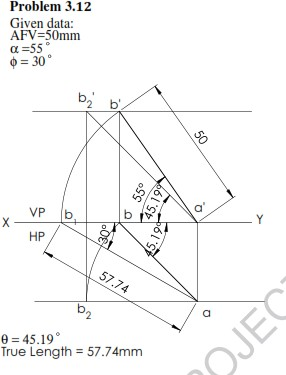 Problem 3.12
Given data:
AFV=50mm
α =55°
ϕ = 30°
b2' b'
50
55°
45.19°
a'
X VP b1 b Y
HP
30°
45.19°
57.74
b2 a
θ = 45.19°
True Length = 57.74mm
OJECT